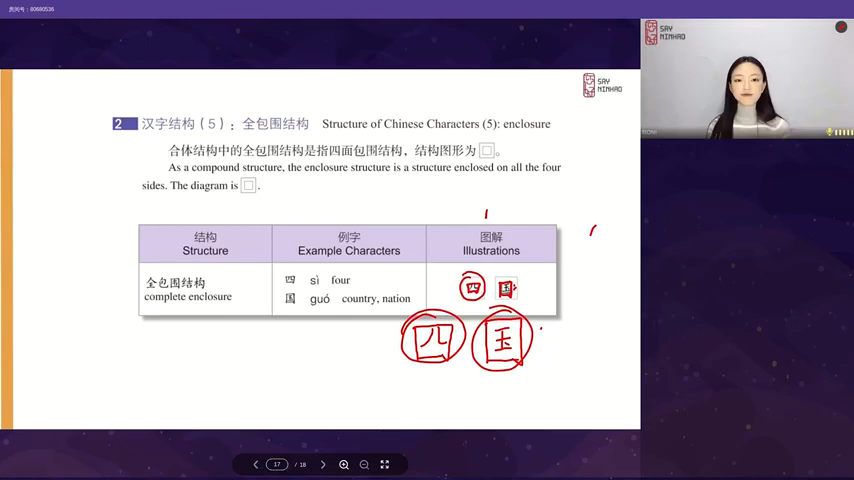 房间号：80680536
SAY
NINHAO
SAY
NINHAO
2 汉字结构（5）：全包围结构 Structure of Chinese Characters (5): enclosure
合体结构中的全包围结构是指四面包围结构，结构图形为 。
As a compound structure, the enclosure structure is a structure enclosed on all the four
sides. The diagram is .
结构 例字 图解
Structure Example Characters Illustrations
全包围结构
complete enclosure
四 sì four
国 guó country, nation
四 国
四 国
17 / 18